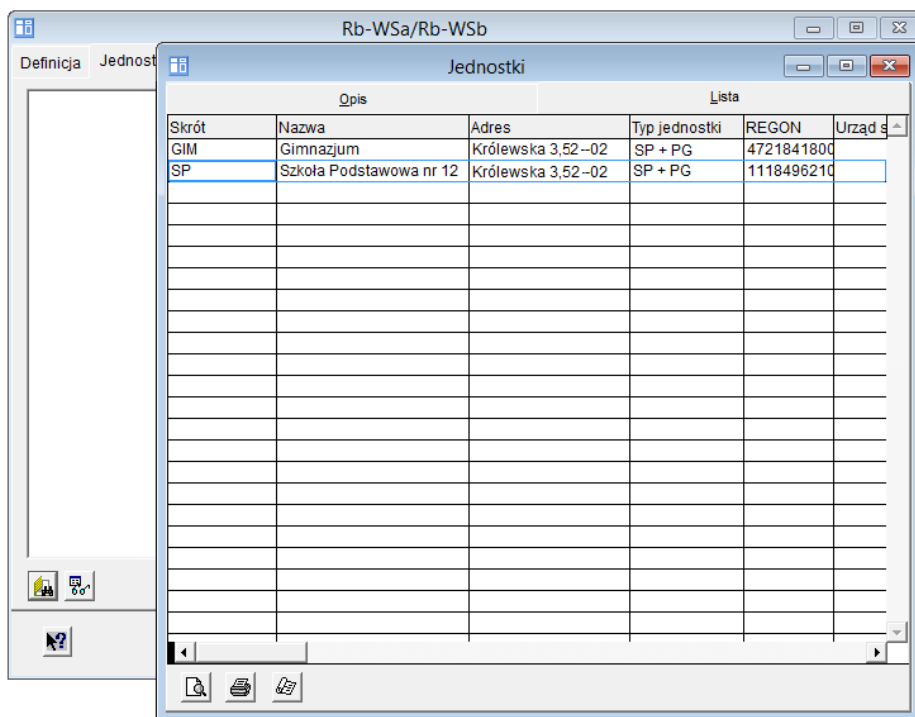 Rb-WSa/Rb-WSb
Definicja Jednost
Jednostki
Opis Lista
Skrót Nazwa Adres Typ jednostki REGON Urząd s
GIM Gimnazjum Królewska 3,52--02 SP + PG 4721841800
SP Szkoła Podstawowa nr 12 Królewska 3,52--02 SP + PG 1118496210